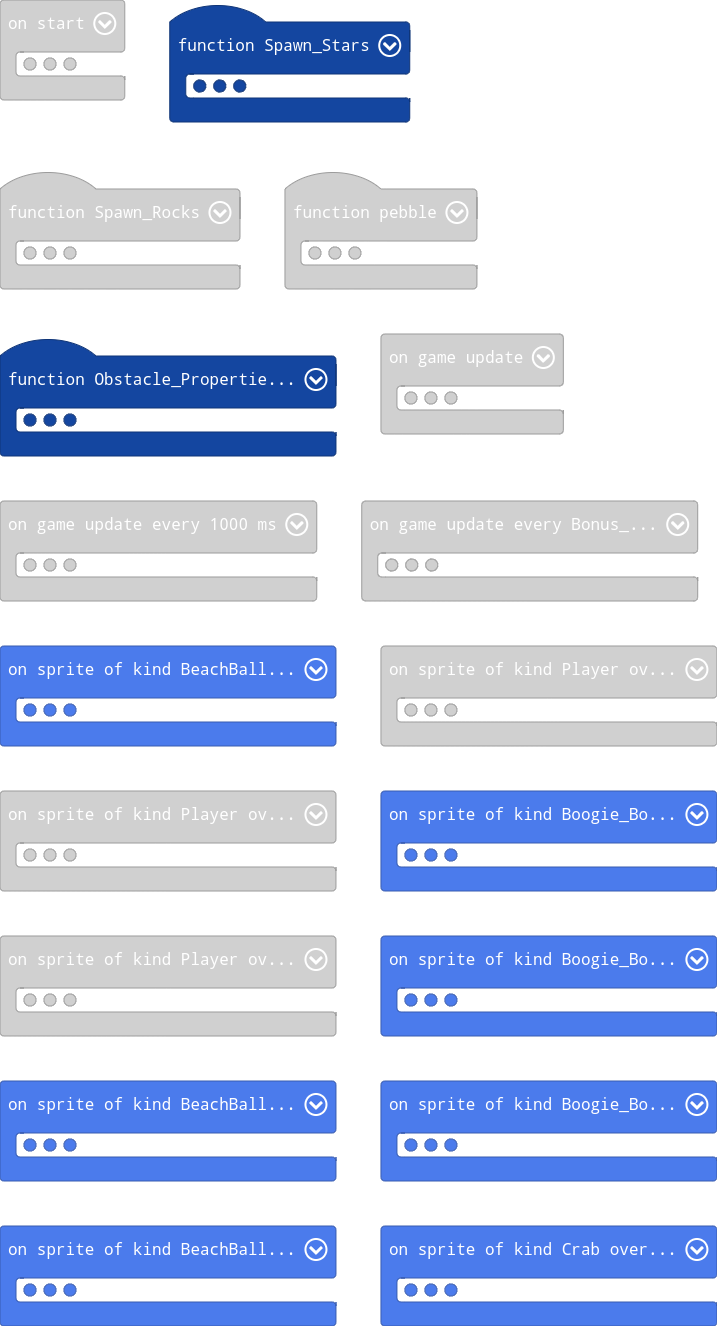 on start
function Spawn_Stars
function Spawn_Rocks
function pebble
function Obstacle_Propertie...
on game update
on game update every 1000 ms
on game update every Bonus_...
on sprite of kind BeachBall...
on sprite of kind Player ov...
on sprite of kind Player ov...
on sprite of kind Boogie_Bo...
on sprite of kind Player ov...
on sprite of kind Boogie_Bo...
on sprite of kind BeachBall...
on sprite of kind Boogie_Bo...
on sprite of kind BeachBall...
on sprite of kind Crab over...